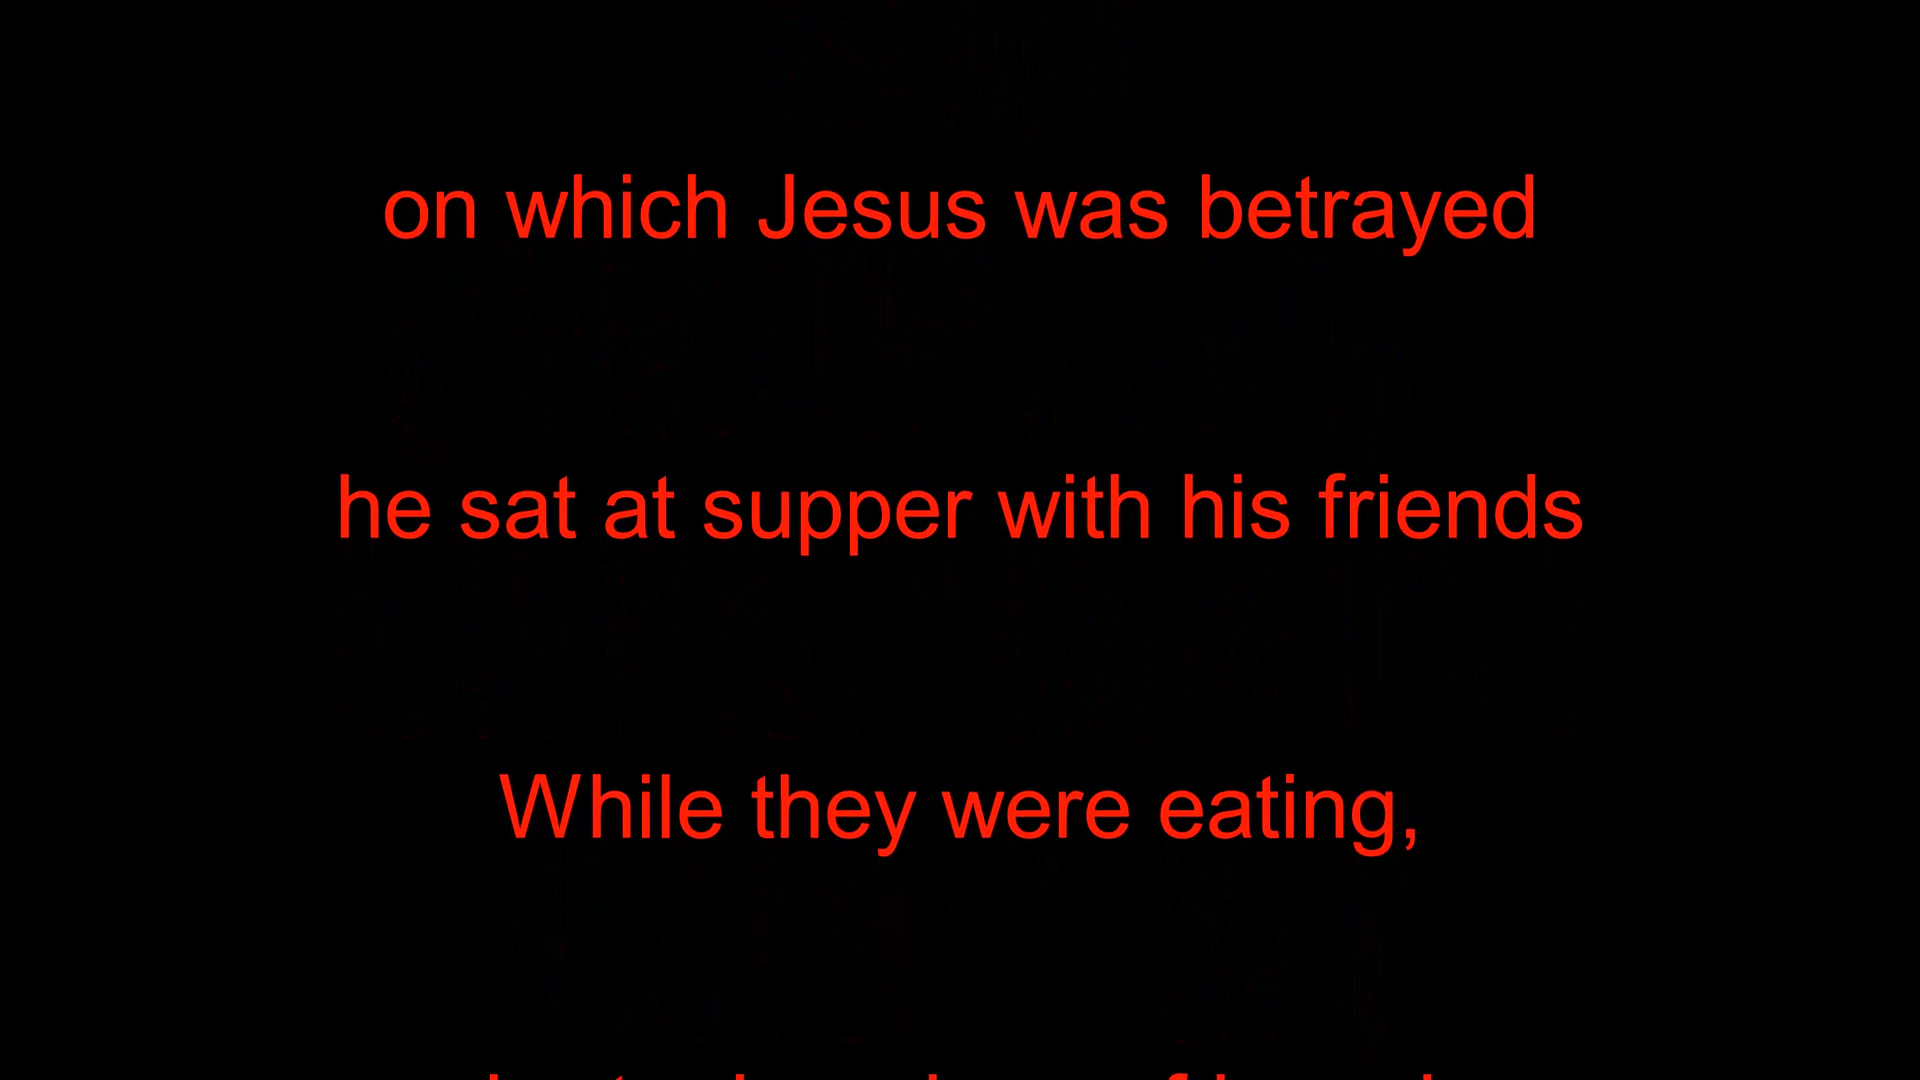 on which Jesus was betrayed
he sat at supper with his friends
While they were eating,